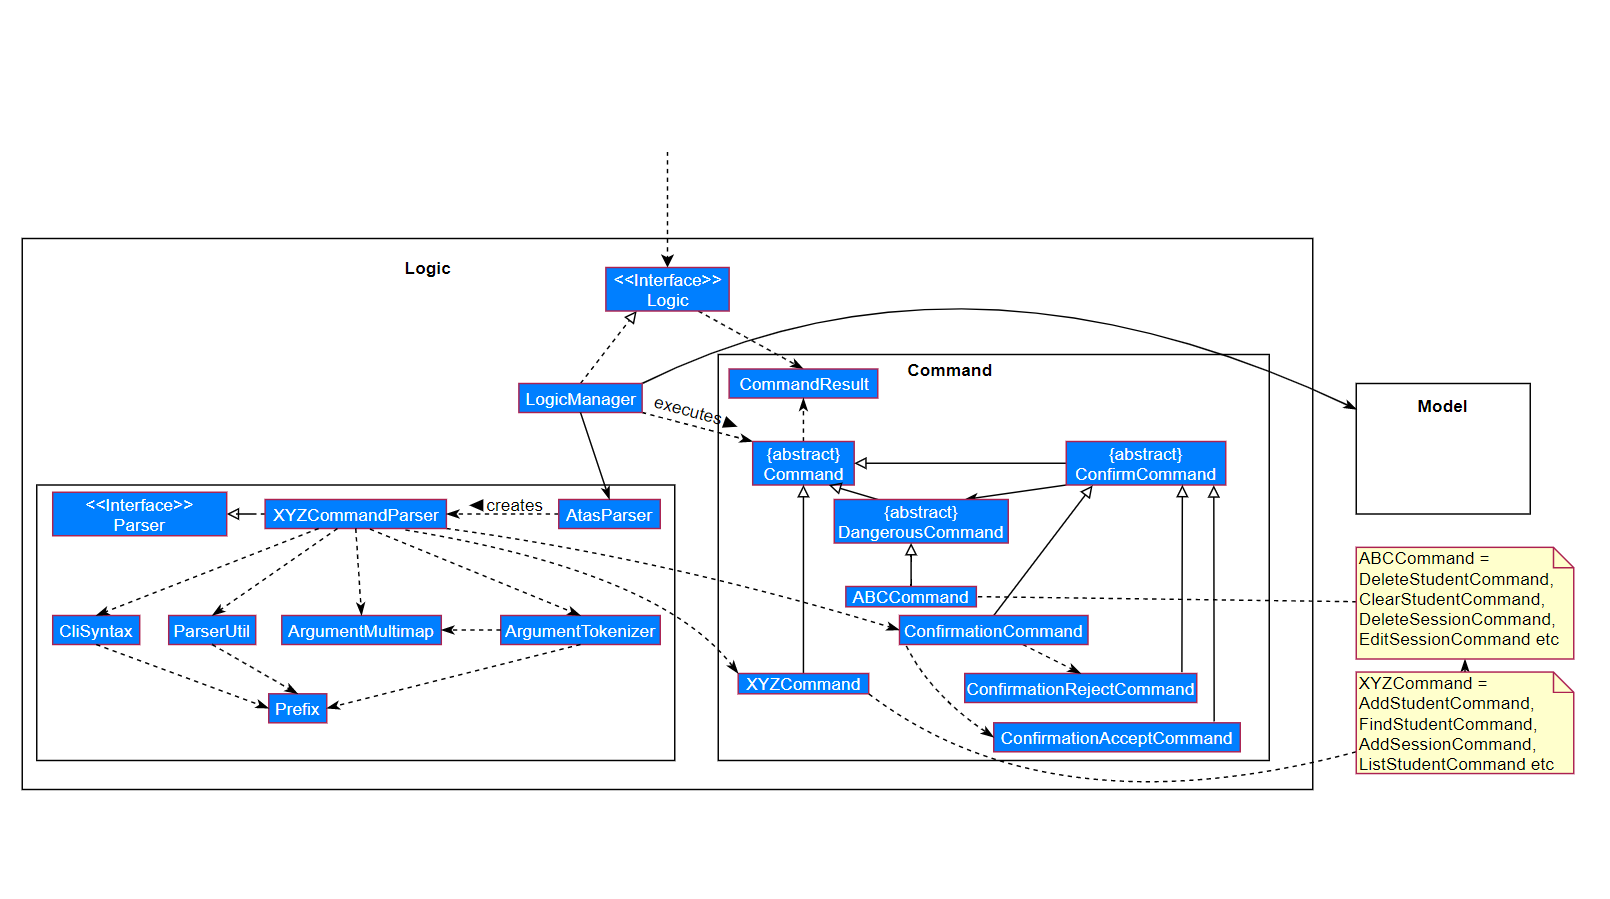 Logic
<<Interface>>
Logic
Command
CommandResult
LogicManager
executes
Model
{abstract}
Command
{abstract}
ConfirmCommand
<<Interface>>
Parser
XYZCommandParser
creates
AtasParser
{abstract}
DangerousCommand
ABCCommand
ABCCommand =
DeleteStudentCommand,
ClearStudentCommand,
DeleteSessionCommand,
EditSessionCommand etc
CliSyntax
ParserUtil
ArgumentMultimap
ArgumentTokenizer
ConfirmationCommand
XYZCommand
ConfirmationRejectCommand
XYZCommand =
AddStudentCommand,
FindStudentCommand,
AddSessionCommand,
ListStudentCommand etc
Prefix
ConfirmationAcceptCommand